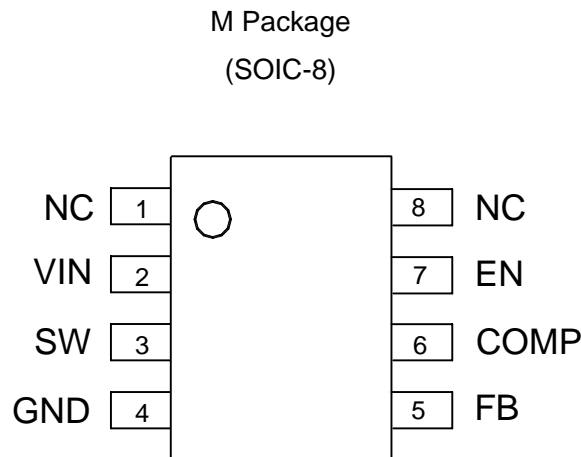 M Package
(SOIC-8)
NC 1 8 NC
VIN 2 7 EN
SW 3 6 COMP
GND 4 5 FB